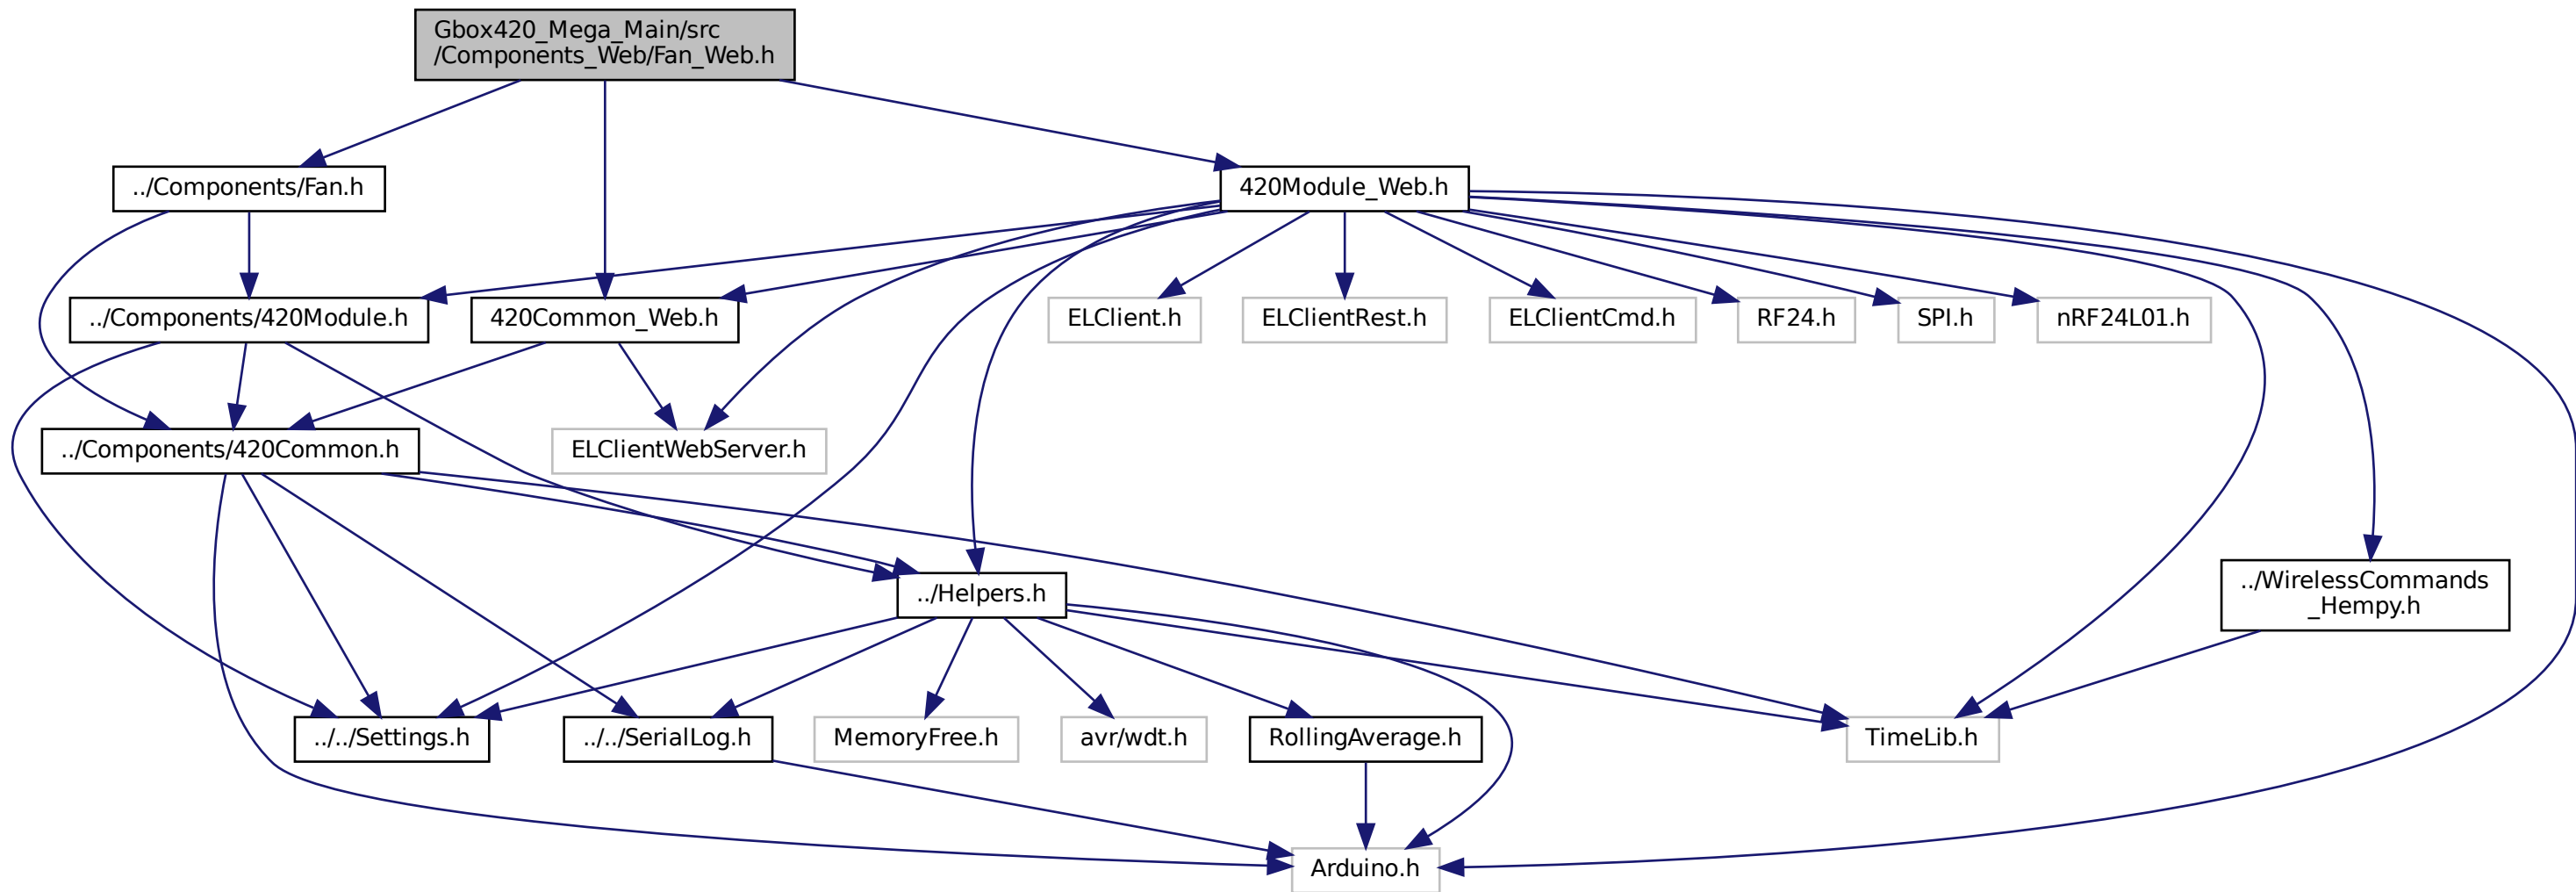 Gbox420_Mega_Main/src
/Components_Web/Fan_Web.h
../Components/Fan.h
420Module_Web.h
../Components/420Module.h
420Common_Web.h
ELClient.h
ELClientRest.h
ELClientCmd.h
RF24.h
SPI.h
nRF24L01.h
../Components/420Common.h
ELClientWebServer.h
../Helpers.h
../WirelessCommands
_Hempy.h
../../Settings.h
../../SerialLog.h
MemoryFree.h
avr/wdt.h
RollingAverage.h
TimeLib.h
Arduino.h